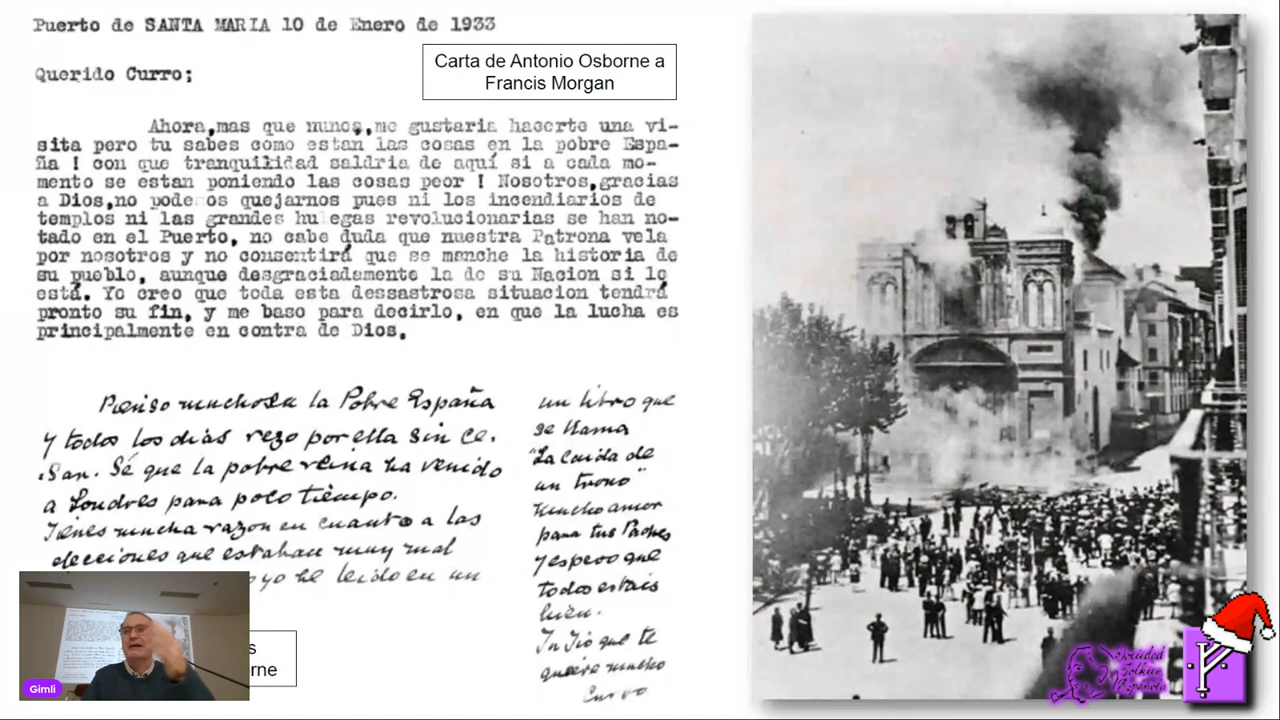 Puerto de SANTA MARIA 10 de Enero de 1933
Carta de Antonio Osborne a
Francis Morgan
Querido Curro;
Ahora,mas que nunca,me gustaria hacerte una vi-
sita pero tu sabes como estan las cosas en la pobre Espa-
ña ! con que tranquilidad saldria de aquí si a cada mo-
mento se estan poniendo las cosas peor ! Nosotros,gracias
a Dios,no podemos quejarnos pues ni los incendiarios de
templos ni las grandes huelgas revolucionarias se han no-
tado en el Puerto, no cabe duda que nuestra Patrona vela
por nosotros y no consentirá que se manche la historia de
su pueblo, aunque desgraciadamente la de su Nacion si lo
está. Yo creo que toda esta dessastrosa situacion tendrá
pronto su fin, y me baso para decirlo, en que la lucha es
principalmente en contra de Dios.
Pienso mucho en la Pobre España
y todos los dias rezo por ella sin ce.
.San. Sé que la pobre reina ha venido
a Londres para poco tiempo.
Tienes mucha razon en cuanto a las
elecciones que estaban muy mal
yo he leido en un
un libro que
se llama
"La caida de
un trono"
mucho amor
para tus Padres
y espero que
todos estais
bien.
Tu Tio que te
quiere mucho
Curro
s
rne
Gimli
Sociedad
Tolkien
Española